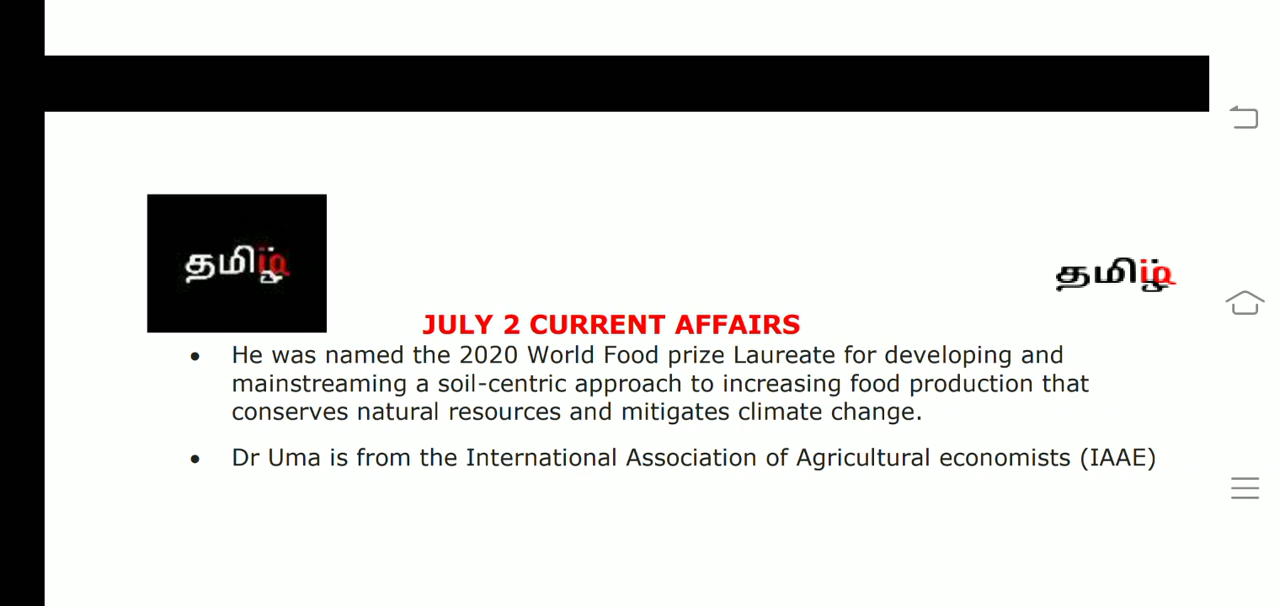 தமிழ்
தமிழ்
JULY 2 CURRENT AFFAIRS
• He was named the 2020 World Food prize Laureate for developing and
mainstreaming a soil-centric approach to increasing food production that
conserves natural resources and mitigates climate change.
• Dr Uma is from the International Association of Agricultural economists (IAAE)